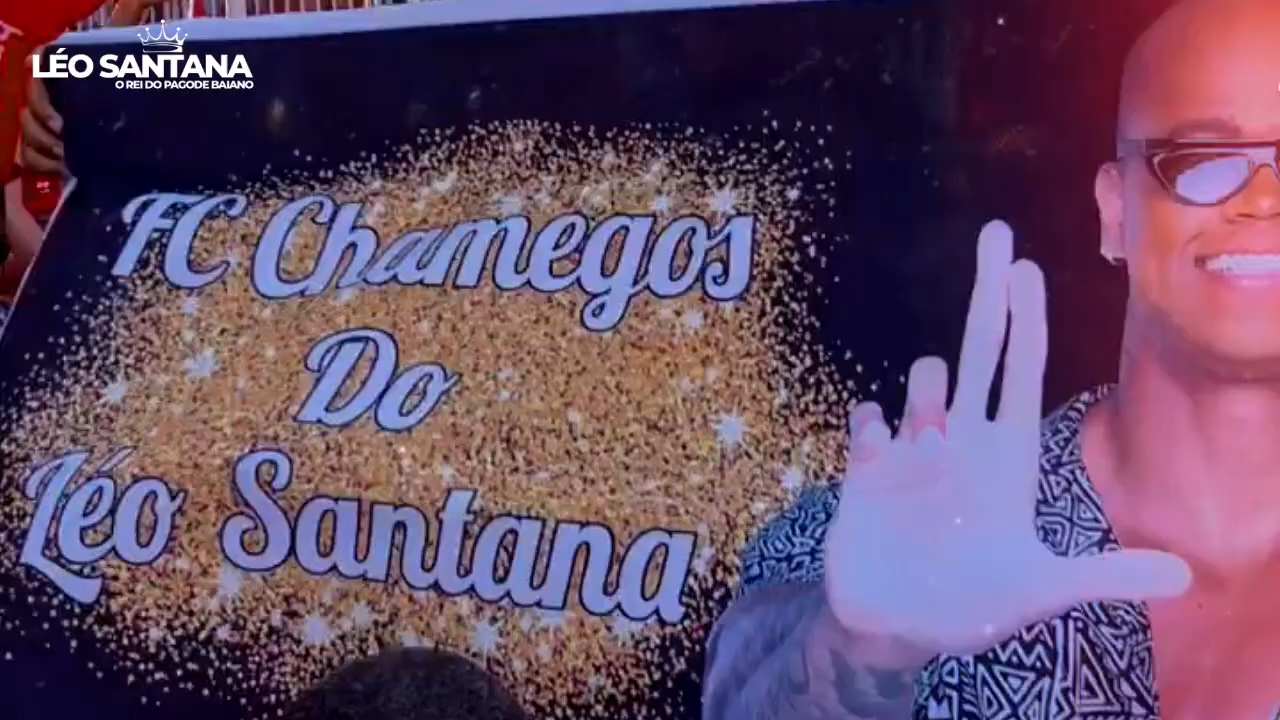 LÉO SANTANA
O REI DO PAGODE BAIANO
FC Chamegos
Do
Léo Santana